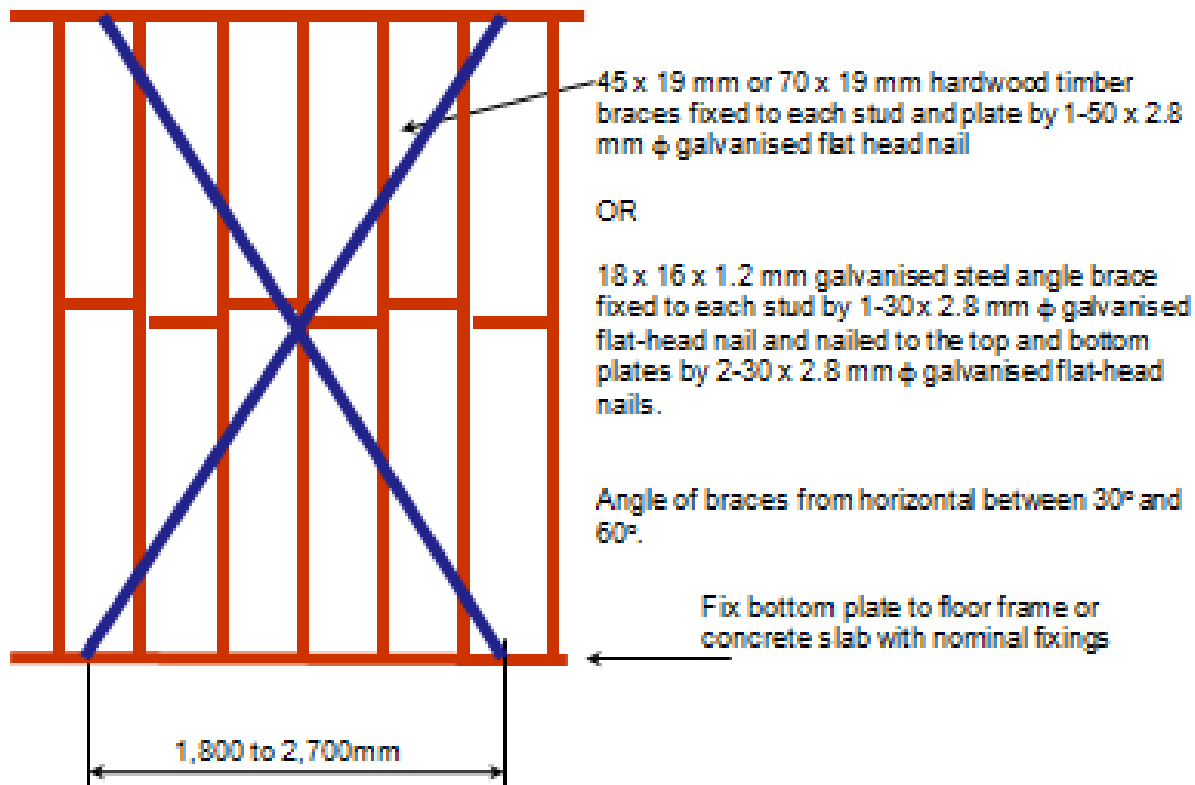 45 x 19 mm or 70 x 19 mm hardwood timber
braces fixed to each stud and plate by 1-50 x 2.8
mm ϕ galvanised flat head nail
OR
18 x 16 x 1.2 mm galvanised steel angle brace
fixed to each stud by 1-30 x 2.8 mm ϕ galvanised
flat-head nail and nailed to the top and bottom
plates by 2-30 x 2.8 mm ϕ galvanised flat-head
nails.
Angle of braces from horizontal between 30º and
60º.
Fix bottom plate to floor frame or
concrete slab with nominal fixings
1,800 to 2,700mm